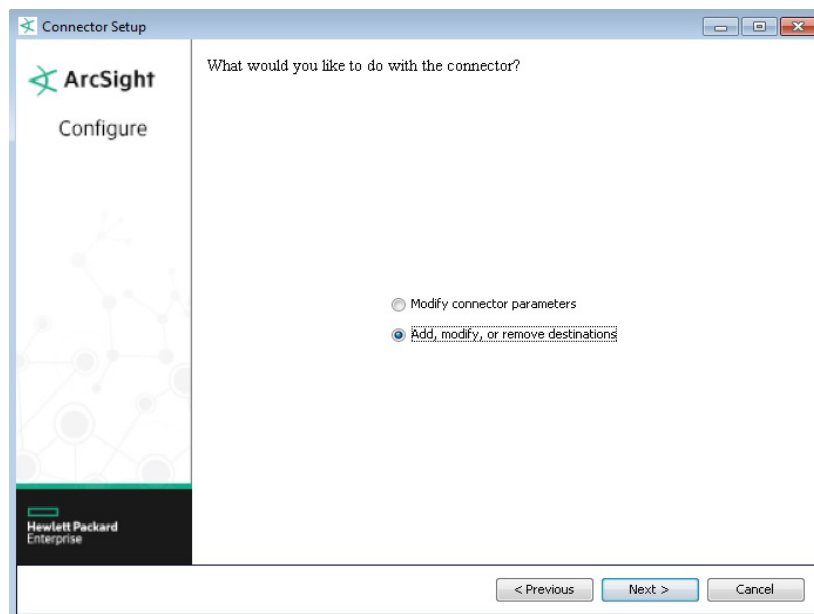 Connector Setup
ArcSight
Configure
What would you like to do with the connector?
Modify connector parameters
Add, modify, or remove destinations
Hewlett Packard
Enterprise
< Previous
Next >
Cancel